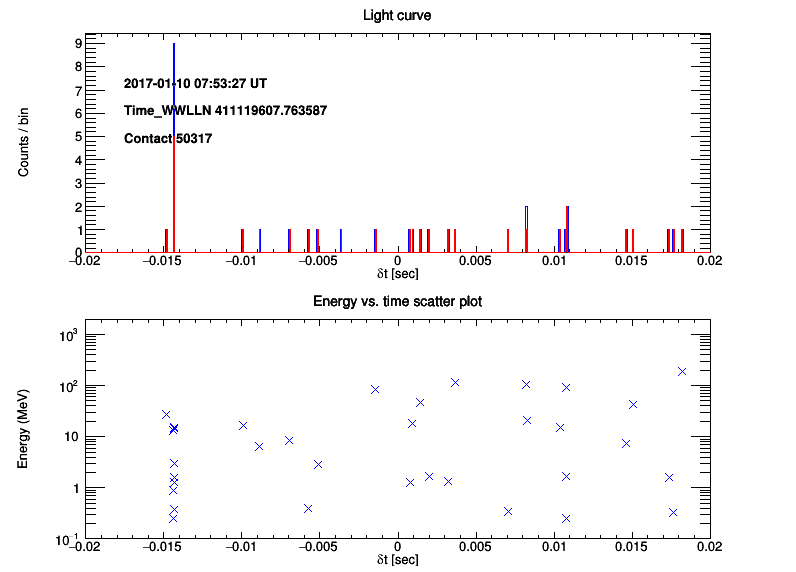 Light curve
Counts / bin
9
8
7
6
5
4
3
2
1
0
2017-01-10 07:53:27 UT
Time_WWLLN 411119607.763587
Contact 50317
−0.02 −0.015 −0.01 −0.005 0 0.005 0.01 0.015 0.02
δt [sec]
Energy vs. time scatter plot
Energy (MeV)
10³
10²
10
1
10⁻¹
−0.02 −0.015 −0.01 −0.005 0 0.005 0.01 0.015 0.02
δt [sec]